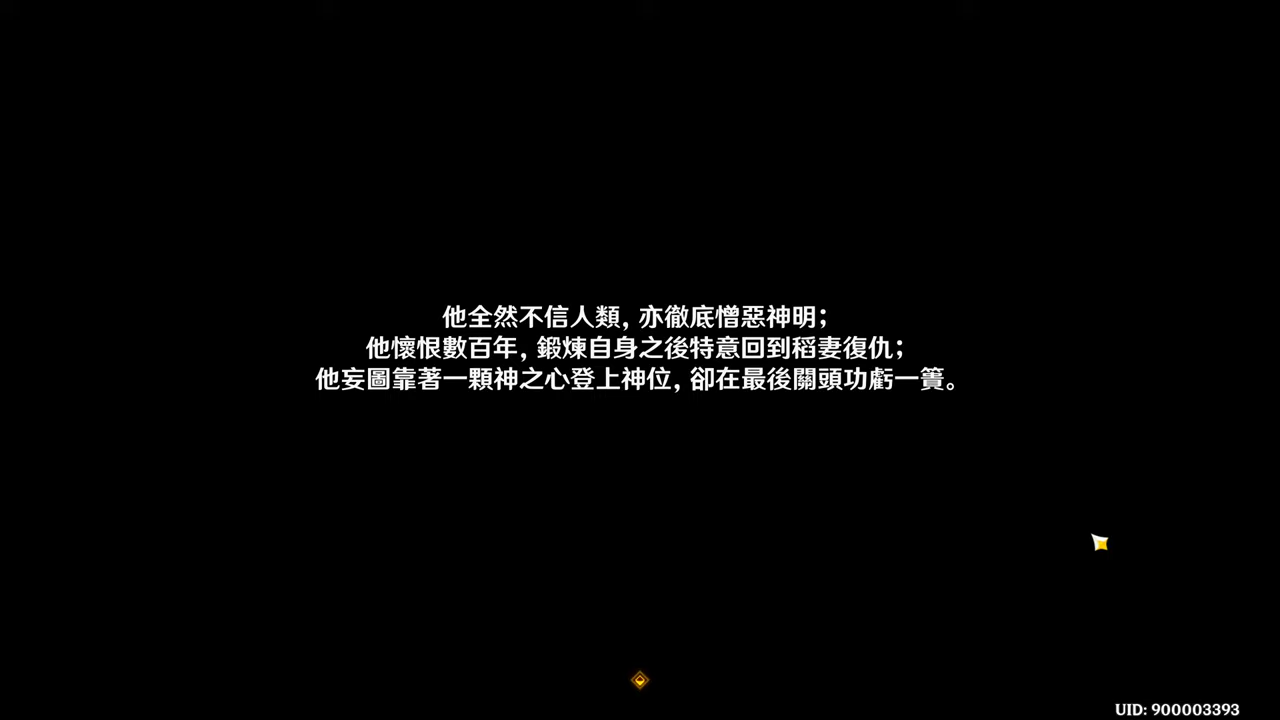 他全然不信人類，亦徹底憎惡神明；
他懷恨數百年，鍛煉自身之後特意回到稻妻復仇；
他妄圖靠著一顆神之心登上神位，卻在最後關頭功虧一簣。
UID: 900003393